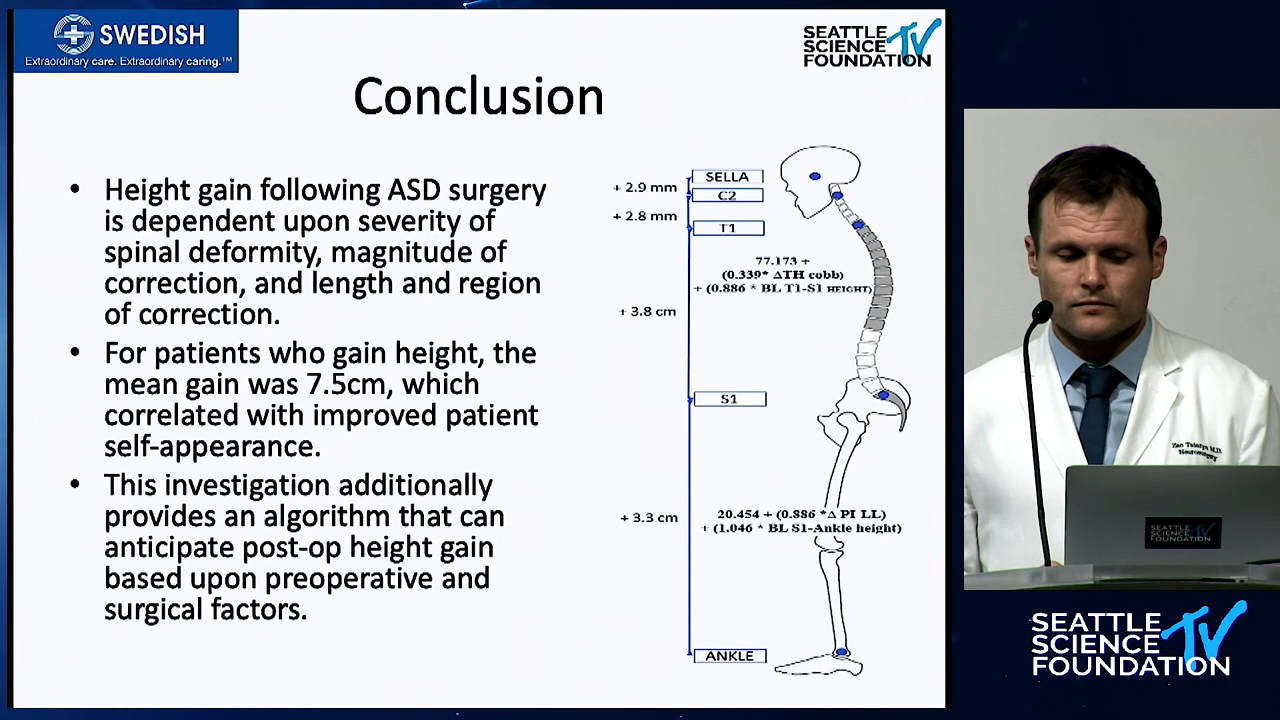 SWEDISH
Extraordinary care. Extraordinary caring.™
SEATTLE
SCIENCE
FOUNDATION
TV
Conclusion
• Height gain following ASD surgery
is dependent upon severity of
spinal deformity, magnitude of
correction, and length and region
of correction.
• For patients who gain height, the
mean gain was 7.5cm, which
correlated with improved patient
self-appearance.
• This investigation additionally
provides an algorithm that can
anticipate post-op height gain
based upon preoperative and
surgical factors.
+ 2.9 mm
SELLA
C2
+ 2.8 mm
T1
77.173 +
(0.339* ΔTH cobb)
+ (0.886 * BL T1-S1 HEIGHT)
+ 3.8 cm
S1
+ 3.3 cm
20.454 + (0.886 *Δ PI LL)
+ (1.046 * BL S1-Ankle height)
ANKLE
M.D.
Neurosurgery
SEATTLE
SCIENCE
FOUNDATION
TV
SEATTLE
SCIENCE
FOUNDATION
TV